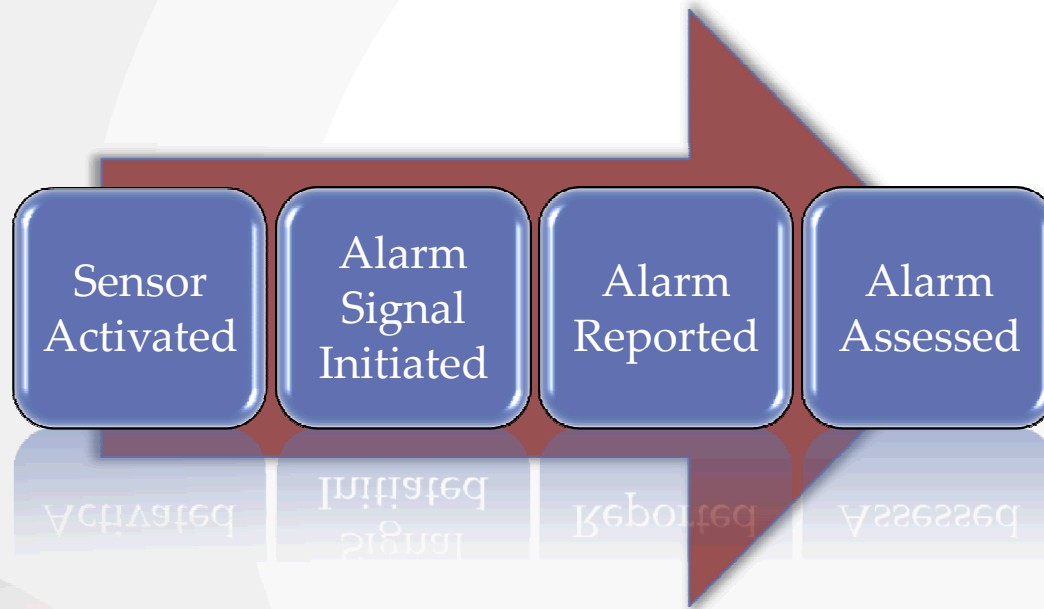 Sensor
Activated
Alarm
Signal
Initiated
Alarm
Reported
Alarm
Assessed